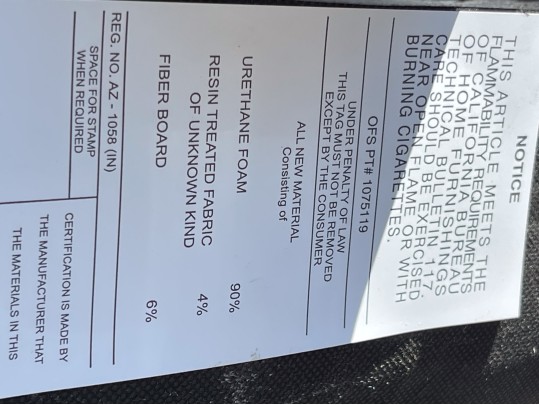 NOTICE
THIS ARTICLE MEETS THE
FLAMMABILITY REQUIREMENTS
OF CALIFORNIA BUREAU
OF HOME FURNISHINGS
TECHNICAL BULLETIN 117.
CARE SHOULD BE EXERCISED
NEAR OPEN FLAME OR WITH
BURNING CIGARETTES.
OFS PT# 1075119
UNDER PENALTY OF LAW
THIS TAG MUST NOT BE REMOVED
EXCEPT BY THE CONSUMER
ALL NEW MATERIAL
Consisting of
URETHANE FOAM 90%
RESIN TREATED FABRIC
OF UNKNOWN KIND 4%
FIBER BOARD 6%
REG. NO. AZ - 1058 (IN)
SPACE FOR STAMP
WHEN REQUIRED
CERTIFICATION IS MADE BY
THE MANUFACTURER THAT
THE MATERIALS IN THIS